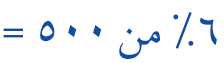 ٦٪ من ٥٠٠ =